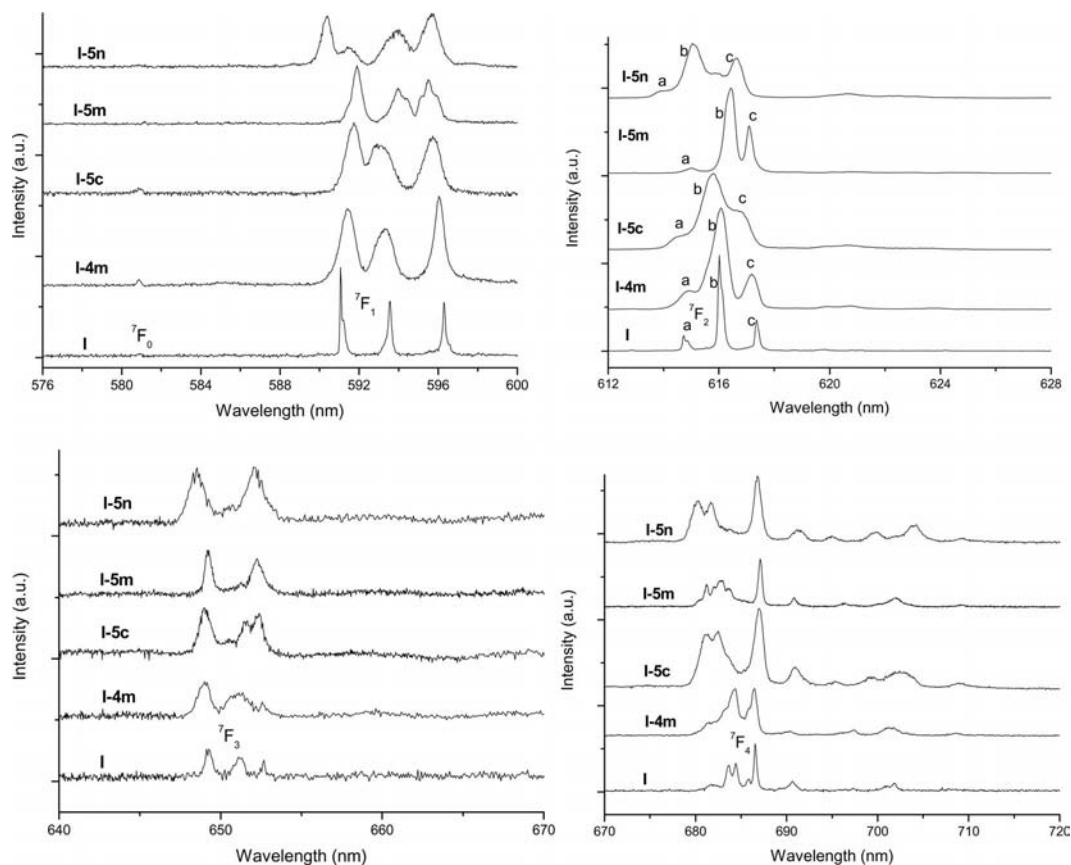 Intensity (a.u.)
I-5n
I-5m
I-5c
I-4m
I
⁷F₀
⁷F₁
576 580 584 588 592 596 600
Wavelength (nm)
Intensity (a.u.)
I-5n
a b c
I-5m
a b c
I-5c
a b c
I-4m
a b c
⁷F₂
I
a b c
612 616 620 624 628
Wavelength (nm)
Intensity (a.u.)
I-5n
I-5m
I-5c
I-4m
⁷F₃
I
640 650 660 670
Wavelength (nm)
Intensity (a.u.)
I-5n
I-5m
I-5c
I-4m
⁷F₄
I
670 680 690 700 710 720
Wavelength (nm)